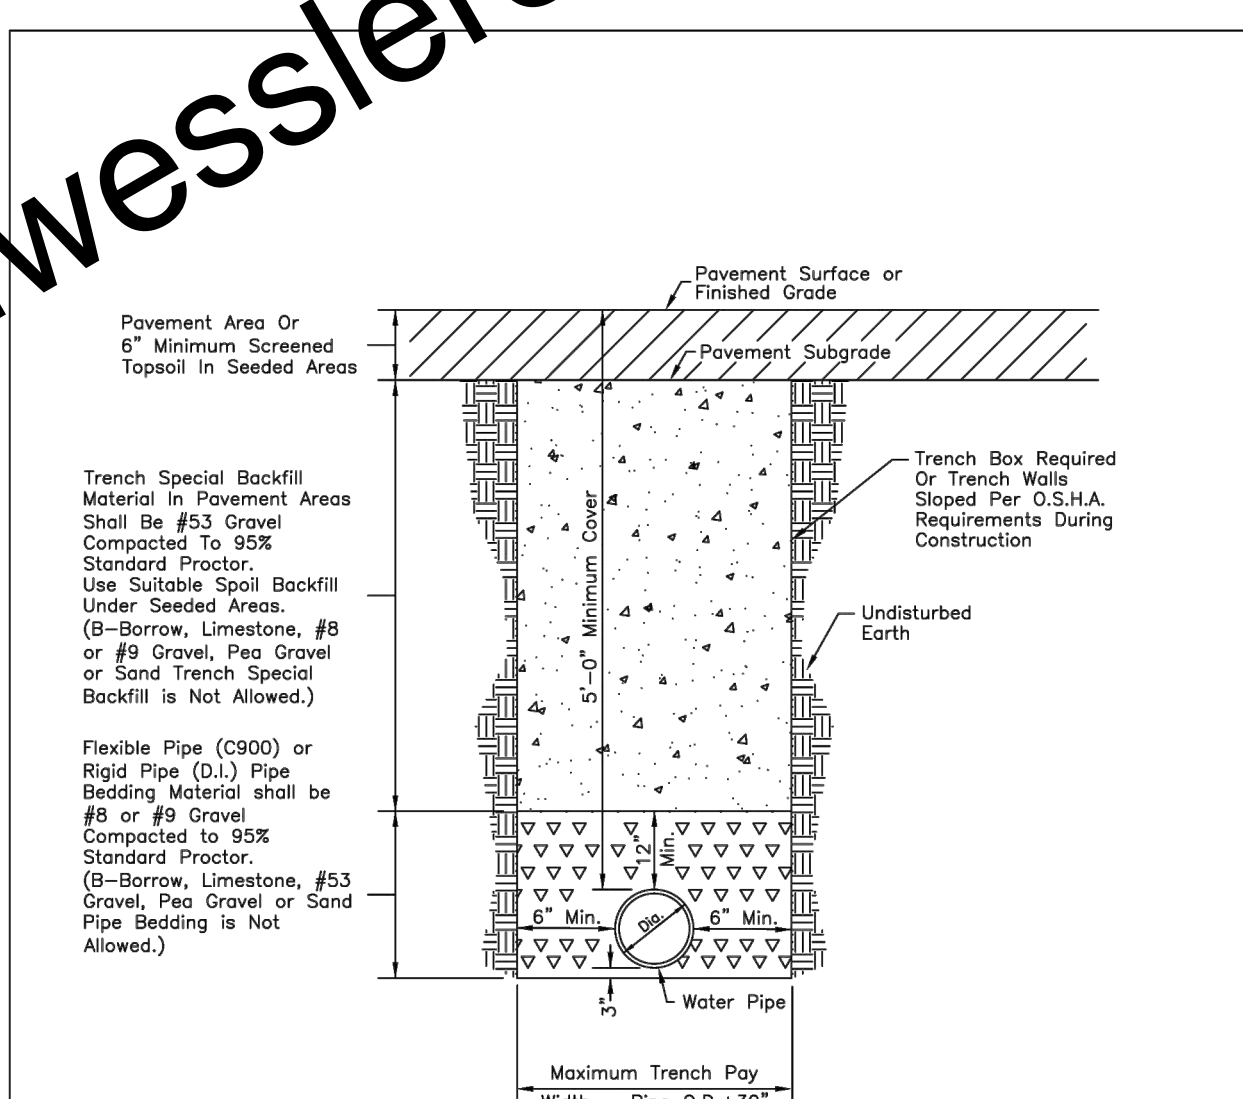 wessler
Pavement Surface or
Finished Grade
Pavement Area Or
6" Minimum Screened
Topsoil In Seeded Areas
Pavement Subgrade
Trench Special Backfill
Material In Pavement Areas
Shall Be #53 Gravel
Compacted To 95%
Standard Proctor.
Use Suitable Spoil Backfill
Under Seeded Areas.
(B-Borrow, Limestone, #8
or #9 Gravel, Pea Gravel
or Sand Trench Special
Backfill is Not Allowed.)
Trench Box Required
Or Trench Walls
Sloped Per O.S.H.A.
Requirements During
Construction
5'-0" Minimum Cover
Undisturbed
Earth
Flexible Pipe (C900) or
Rigid Pipe (D.I.) Pipe
Bedding Material shall be
#8 or #9 Gravel
Compacted to 95%
Standard Proctor.
(B-Borrow, Limestone, #53
Gravel, Pea Gravel or Sand
Pipe Bedding is Not
Allowed.)
12"
Min.
6" Min.
Dia.
6" Min.
3"
Water Pipe
Maximum Trench Pay
Width Pipe O.D.+30"